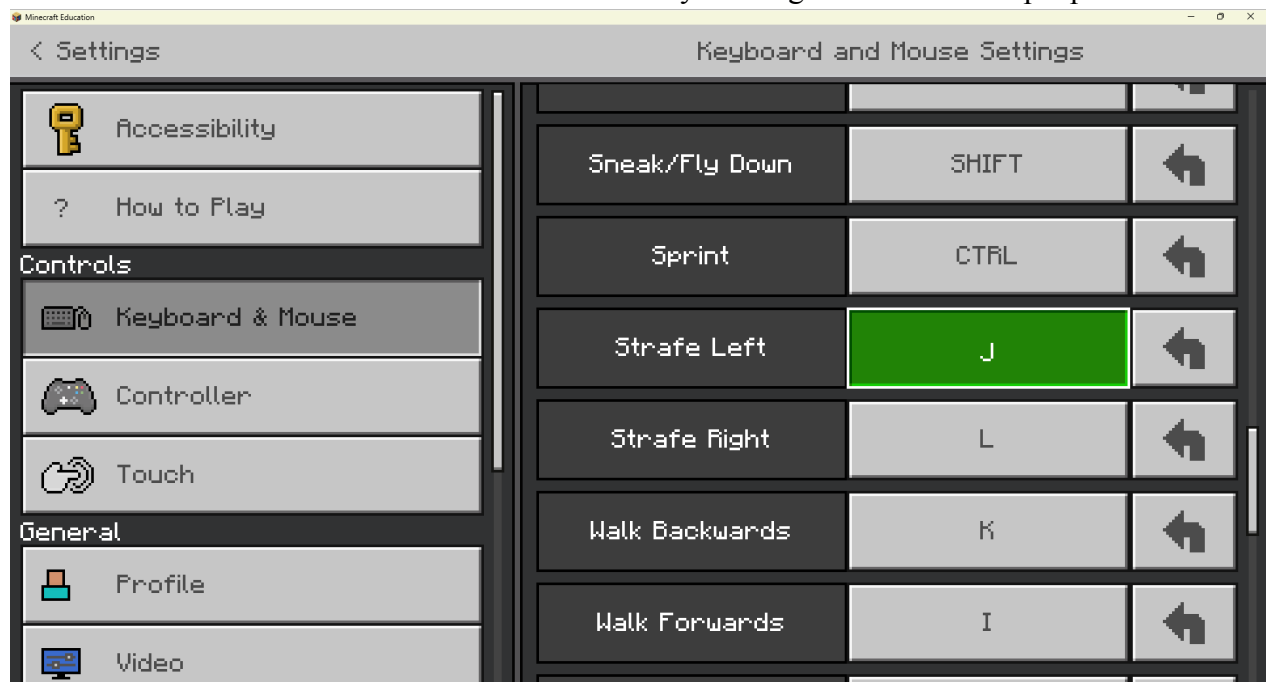 Minecraft Education
< Settings
Keyboard and Mouse Settings
Accessibility
? How to Play
Controls
Keyboard & Mouse
Controller
Touch
General
Profile
Video
Sneak/Fly Down SHIFT
Sprint CTRL
Strafe Left J
Strafe Right L
Walk Backwards K
Walk Forwards I